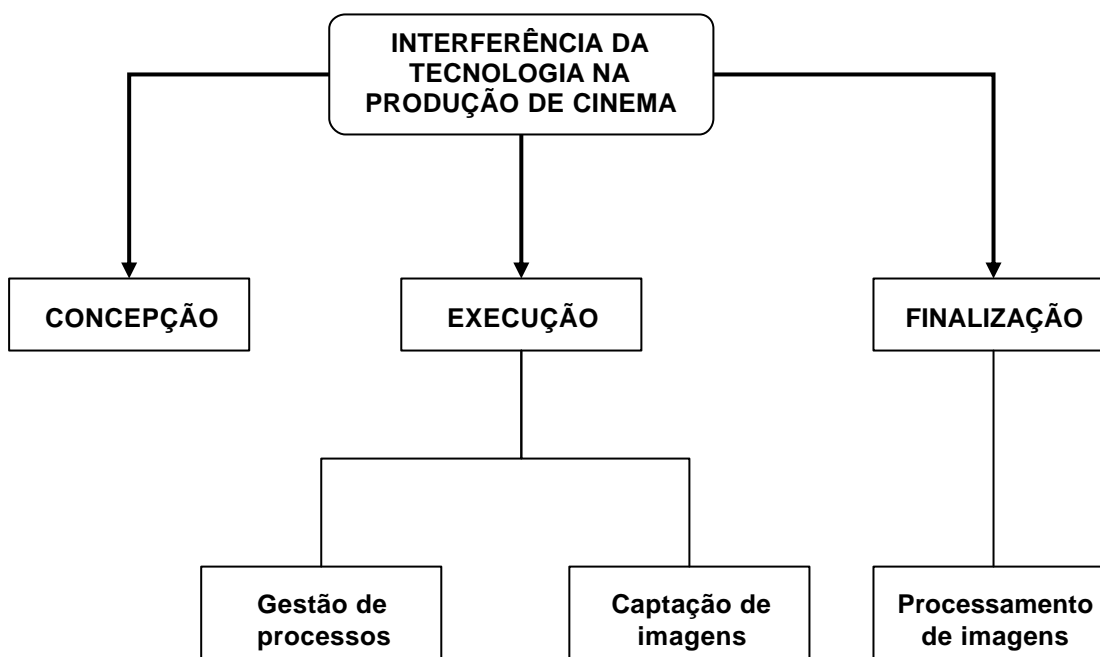 INTERFERÊNCIA DA
TECNOLOGIA NA
PRODUÇÃO DE CINEMA
CONCEPÇÃO
EXECUÇÃO
FINALIZAÇÃO
Gestão de
processos
Captação de
imagens
Processamento
de imagens